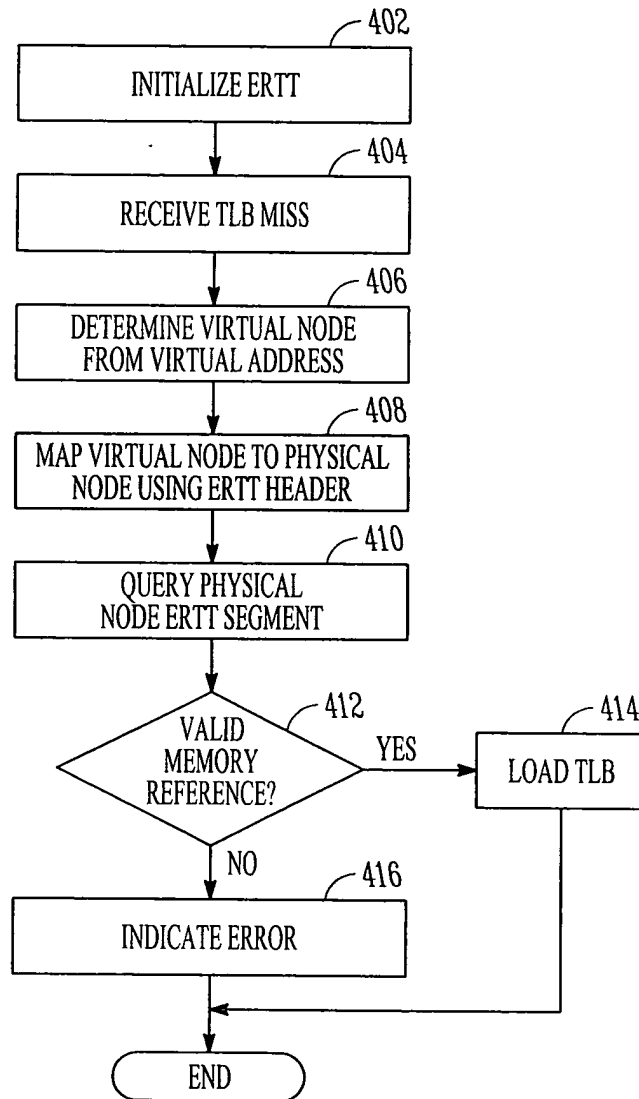 402
INITIALIZE ERTT
404
RECEIVE TLB MISS
406
DETERMINE VIRTUAL NODE
FROM VIRTUAL ADDRESS
408
MAP VIRTUAL NODE TO PHYSICAL
NODE USING ERTT HEADER
410
QUERY PHYSICAL
NODE ERTT SEGMENT
412
VALID
MEMORY
REFERENCE?
YES
414
LOAD TLB
NO
416
INDICATE ERROR
END